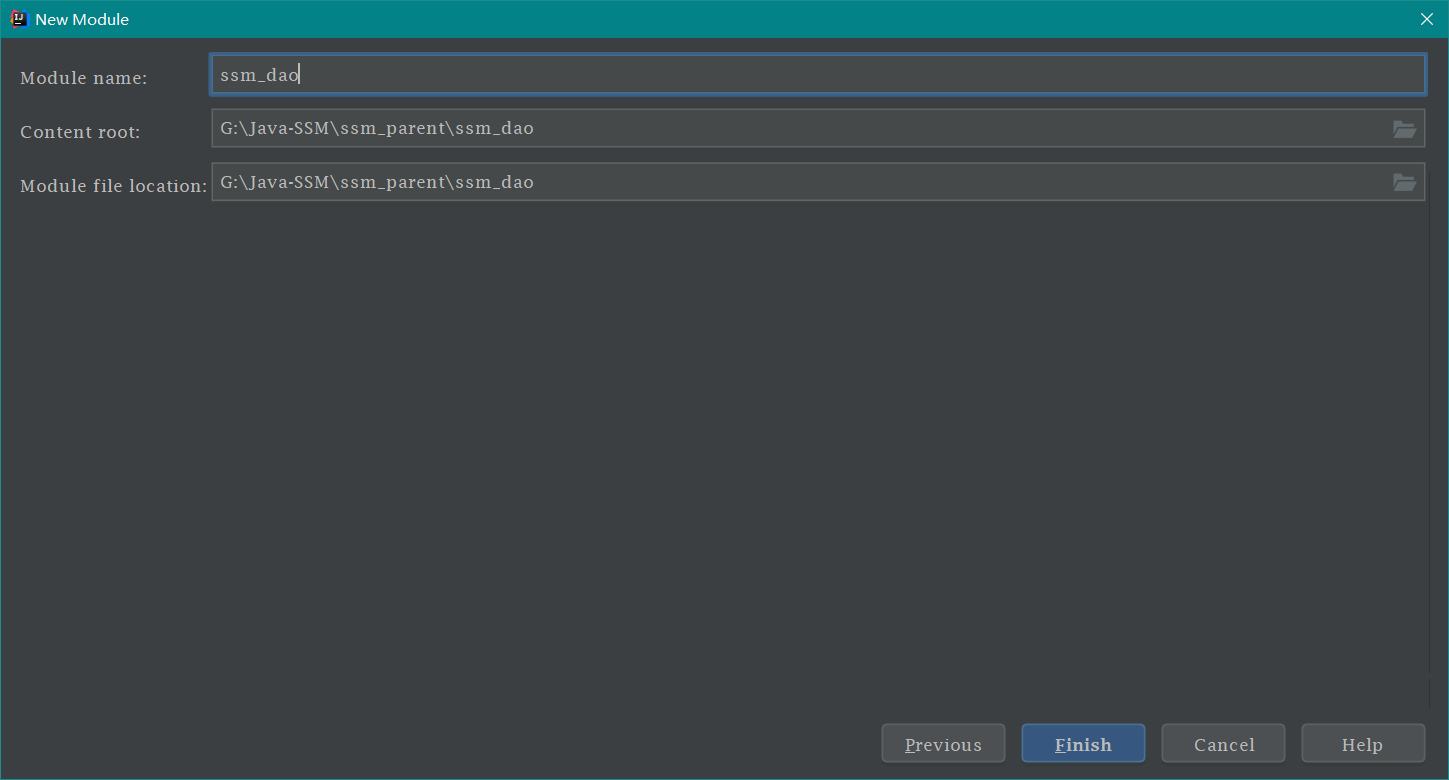 New Module
Module name: ssm_dao
Content root: G:\Java-SSM\ssm_parent\ssm_dao
Module file location: G:\Java-SSM\ssm_parent\ssm_dao
Previous Finish Cancel Help